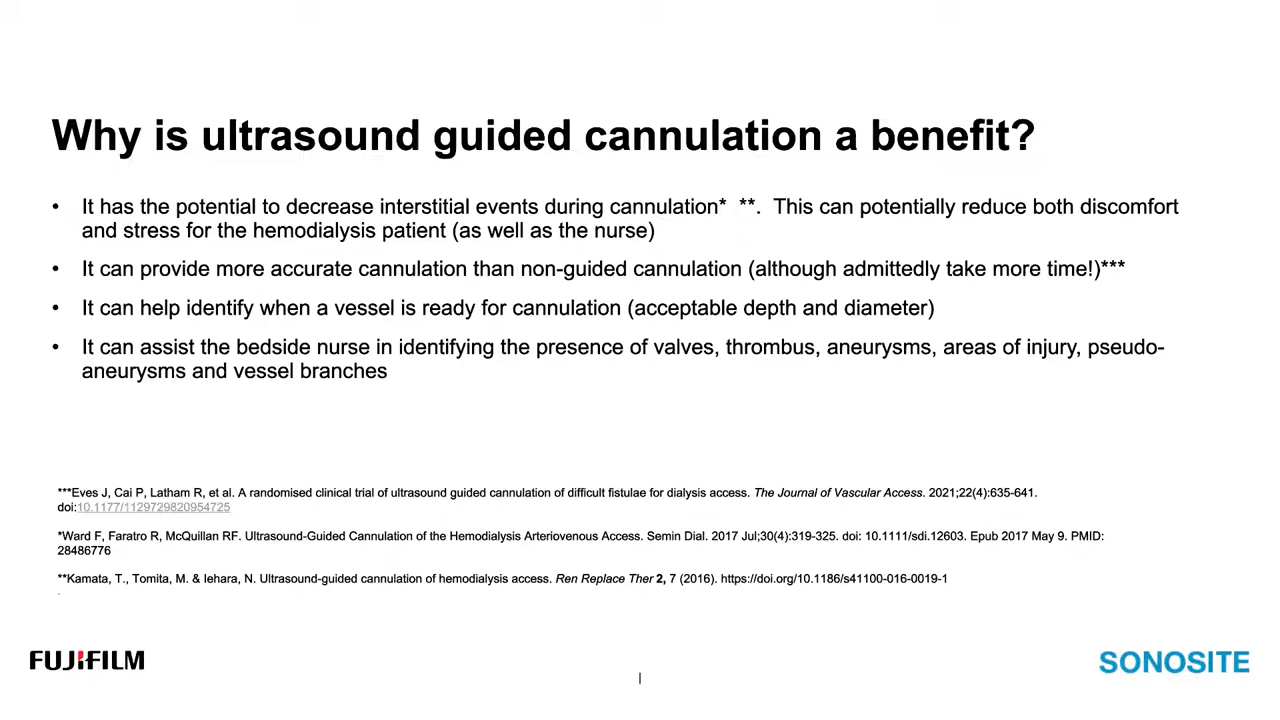 Why is ultrasound guided cannulation a benefit?
• It has the potential to decrease interstitial events during cannulation* **. This can potentially reduce both discomfort
and stress for the hemodialysis patient (as well as the nurse)
• It can provide more accurate cannulation than non-guided cannulation (although admittedly take more time!)***
• It can help identify when a vessel is ready for cannulation (acceptable depth and diameter)
• It can assist the bedside nurse in identifying the presence of valves, thrombus, aneurysms, areas of injury, pseudo-
aneurysms and vessel branches
***Eves J, Cai P, Latham R, et al. A randomised clinical trial of ultrasound guided cannulation of difficult fistulae for dialysis access. The Journal of Vascular Access. 2021;22(4):635-641.
doi:10.1177/1129729820954725
*Ward F, Faratro R, McQuillan RF. Ultrasound-Guided Cannulation of the Hemodialysis Arteriovenous Access. Semin Dial. 2017 Jul;30(4):319-325. doi: 10.1111/sdi.12603. Epub 2017 May 9. PMID:
28486776
**Kamata, T., Tomita, M. & Iehara, N. Ultrasound-guided cannulation of hemodialysis access. Ren Replace Ther 2, 7 (2016). https://doi.org/10.1186/s41100-016-0019-1
.
FUJIFILM
|
SONOSITE